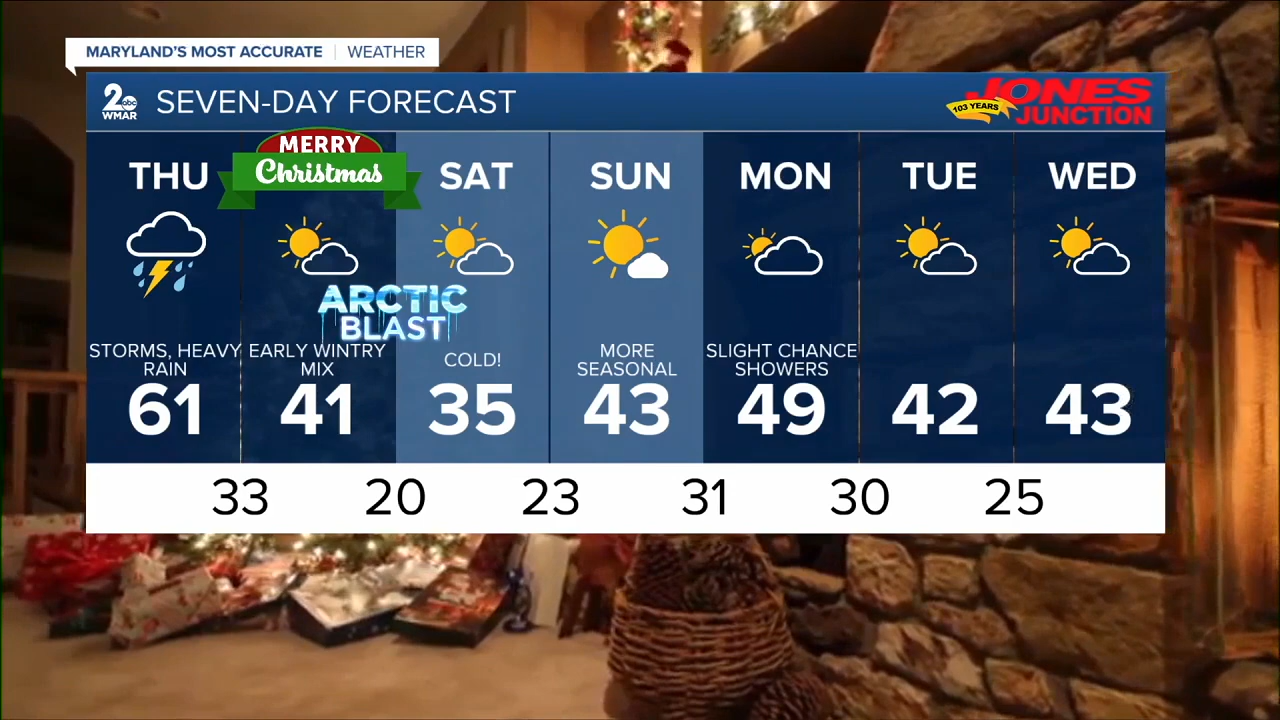 MARYLAND'S MOST ACCURATE | WEATHER
2 abc
WMAR
SEVEN-DAY FORECAST
103 YEARS
JONES
JUNCTION
MERRY
Christmas
THU
SAT
SUN
MON
TUE
WED
ARCTIC
BLAST
STORMS, HEAVY
RAIN
EARLY WINTRY
MIX
COLD!
MORE
SEASONAL
SLIGHT CHANCE
SHOWERS
61
41
35
43
49
42
43
33
20
23
31
30
25